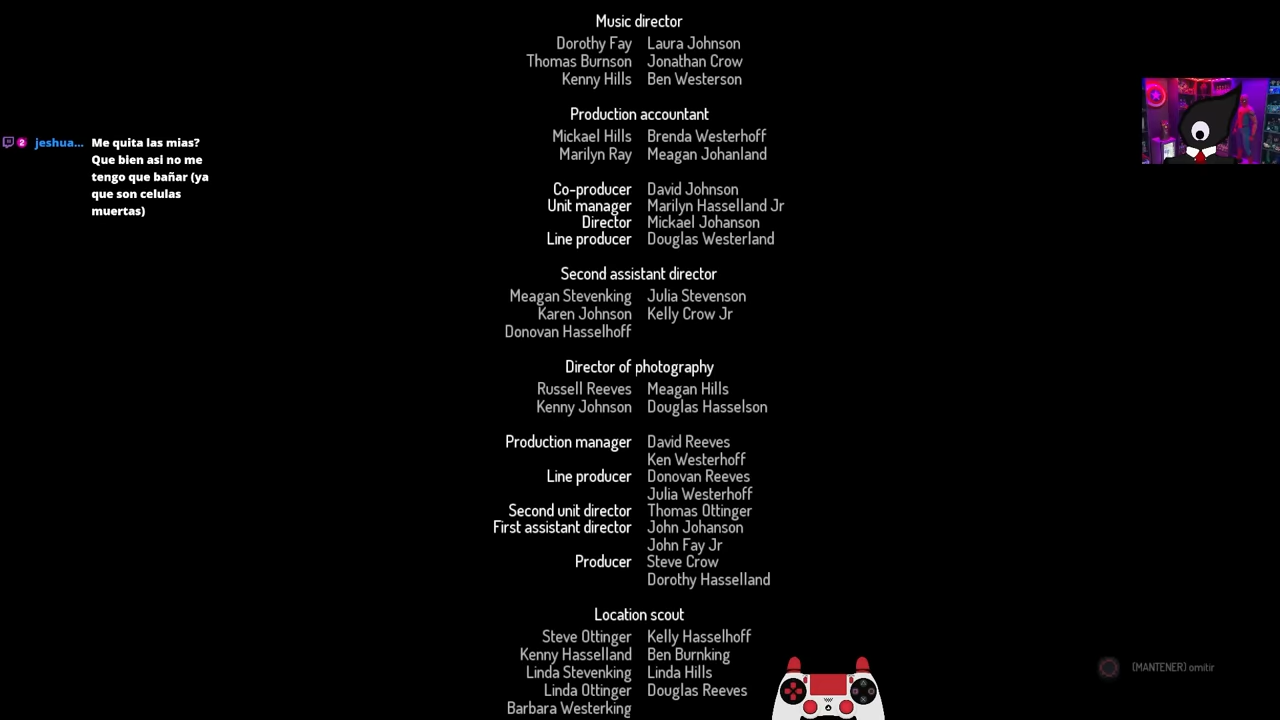 Music director
Dorothy Fay Laura Johnson
Thomas Burnson Jonathan Crow
Kenny Hills Ben Westerson
Production accountant
Mickael Hills Brenda Westerhoff
Marilyn Ray Meagan Johanland
Co-producer David Johnson
Unit manager Marilyn Hasselland Jr
Director Mickael Johanson
Line producer Douglas Westerland
Second assistant director
Meagan Stevenking Julia Stevenson
Karen Johnson Kelly Crow Jr
Donovan Hasselhoff
Director of photography
Russell Reeves Meagan Hills
Kenny Johnson Douglas Hasselson
Production manager David Reeves
Ken Westerhoff
Line producer Donovan Reeves
Julia Westerhoff
Second unit director Thomas Ottinger
First assistant director John Johanson
John Fay Jr
Producer Steve Crow
Dorothy Hasselland
Location scout
Steve Ottinger Kelly Hasselhoff
Kenny Hasselland Ben Burnking
Linda Stevenking Linda Hills
Linda Ottinger Douglas Reeves
Barbara Westerking
2 jeshua... Me quita las mias?
Que bien asi no me
tengo que bañar (ya
que son celulas
muertas)
(MANTENER) omitir